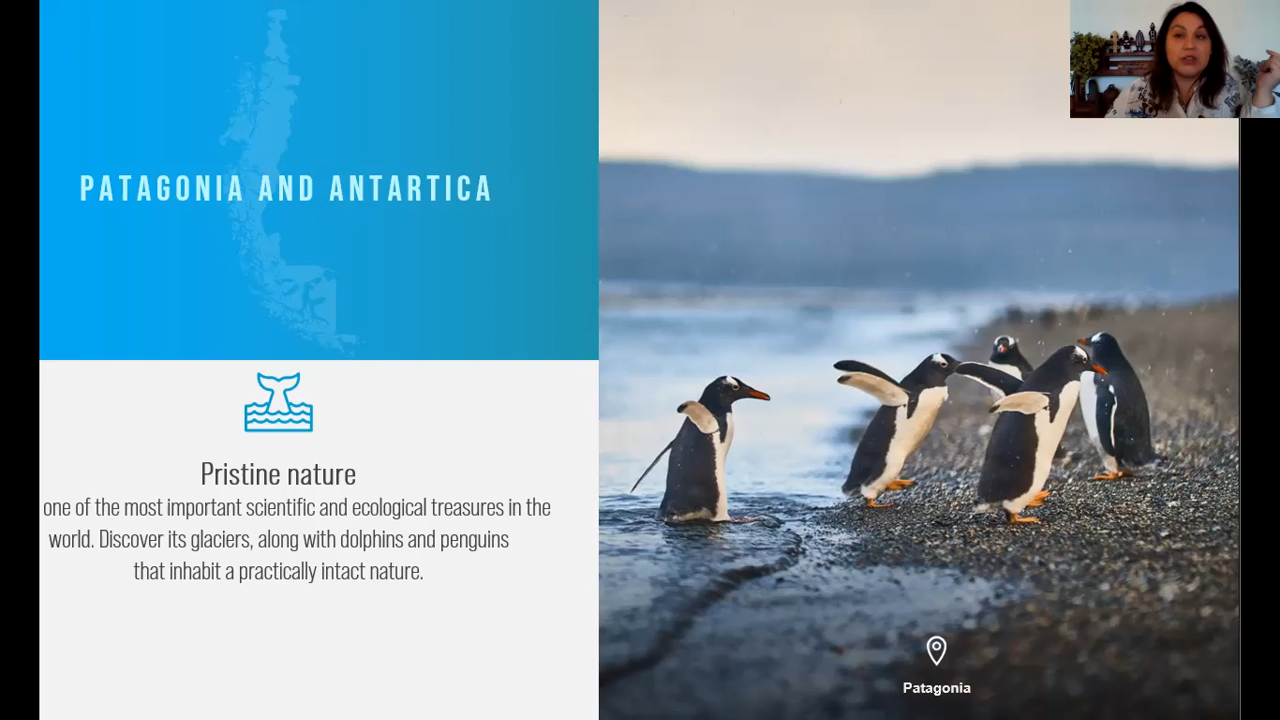 PATAGONIA AND ANTARTICA
Pristine nature
one of the most important scientific and ecological treasures in the
world. Discover its glaciers, along with dolphins and penguins
that inhabit a practically intact nature.
Patagonia